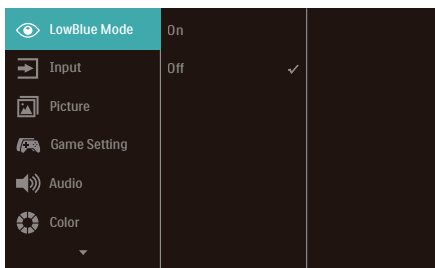 LowBlue Mode
On
Input
Off
Picture
Game Setting
Audio
Color